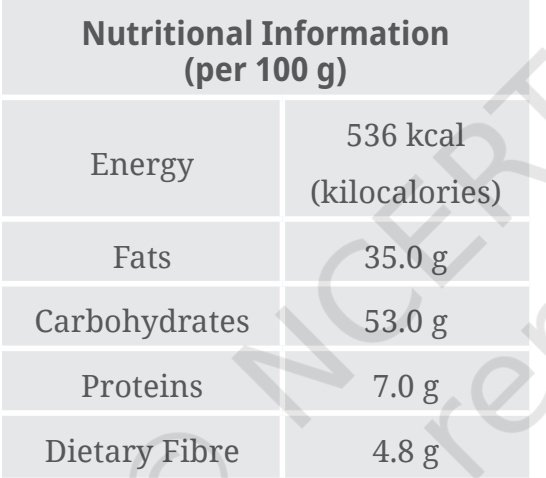 Nutritional Information
(per 100 g)
Energy
536 kcal
(kilocalories)
Fats 35.0 g
Carbohydrates 53.0 g
Proteins 7.0 g
Dietary Fibre 4.8 g
© NCERT